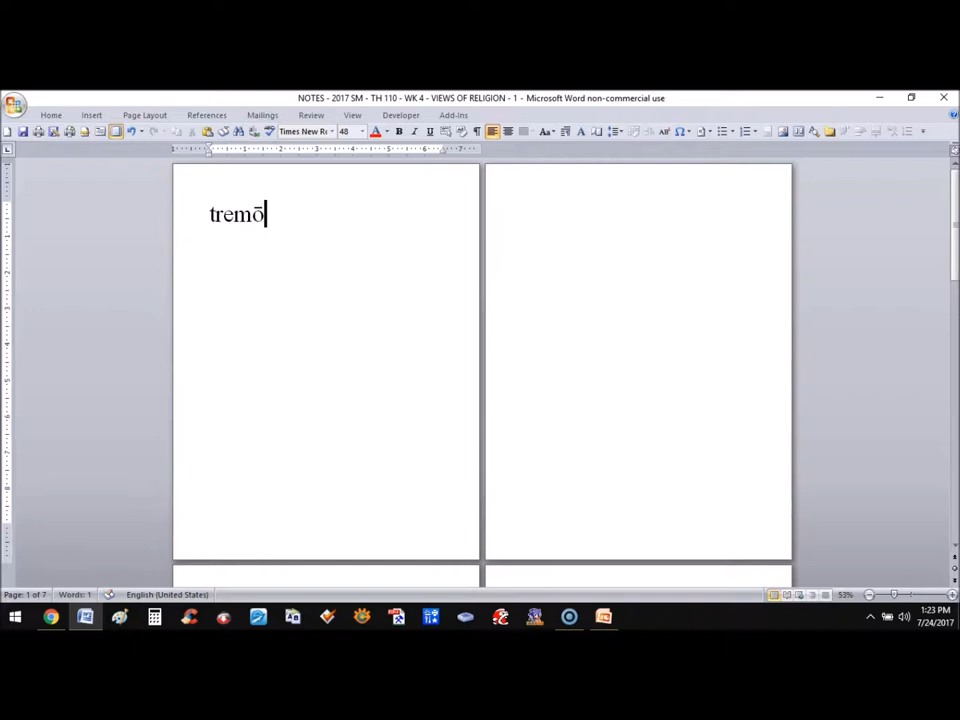 NOTES - 2017 SM - TH 110 - WK 4 - VIEWS OF RELIGION - 1 - Microsoft Word non-commercial use
Home Insert Page Layout References Mailings Review View Developer Add-Ins
Times New Ro 48
tremō
Page: 1 of 7 Words: 1 English (United States) 53%
1:23 PM
7/24/2017